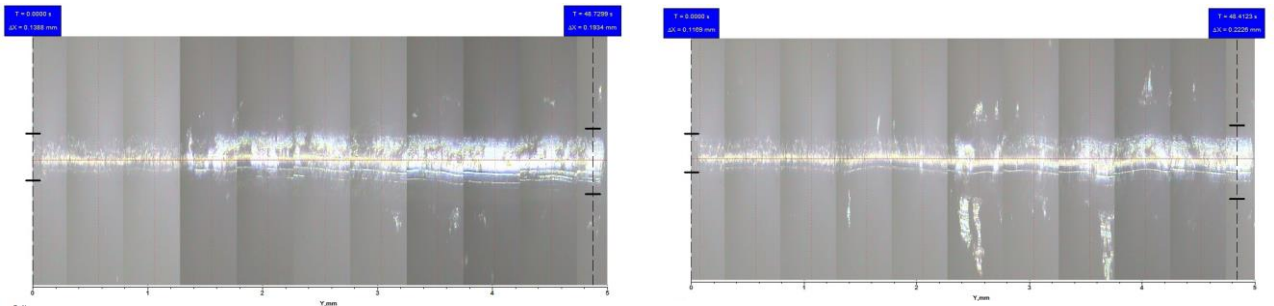 T = 0.0000 s
ΔX = 0.1388 mm
T = 48.7299 s
ΔX = 0.1934 mm
0 1 2 3 4 5
Y, mm
T = 0.0000 s
ΔX = 0.1169 mm
T = 48.4123 s
ΔX = 0.2226 mm
0 1 2 3 4 5
Y, mm